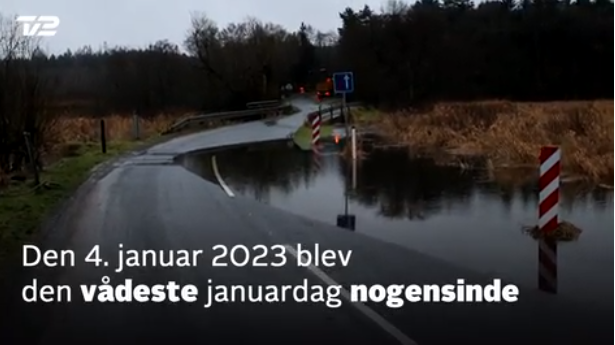 TV2
Den 4. januar 2023 blev
den vådeste januardag nogensinde